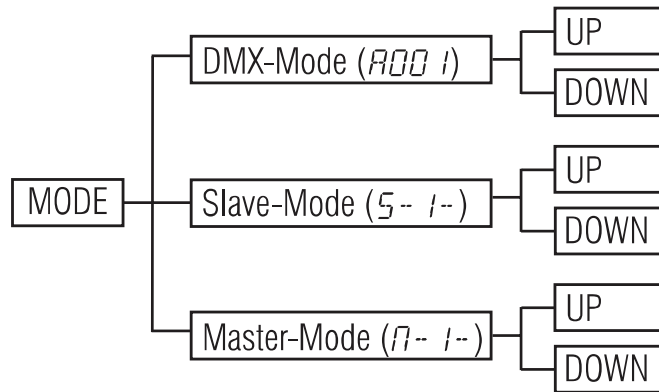 MODE
DMX-Mode (A001)
UP
DOWN
Slave-Mode (S-1-)
UP
DOWN
Master-Mode (M-1-)
UP
DOWN